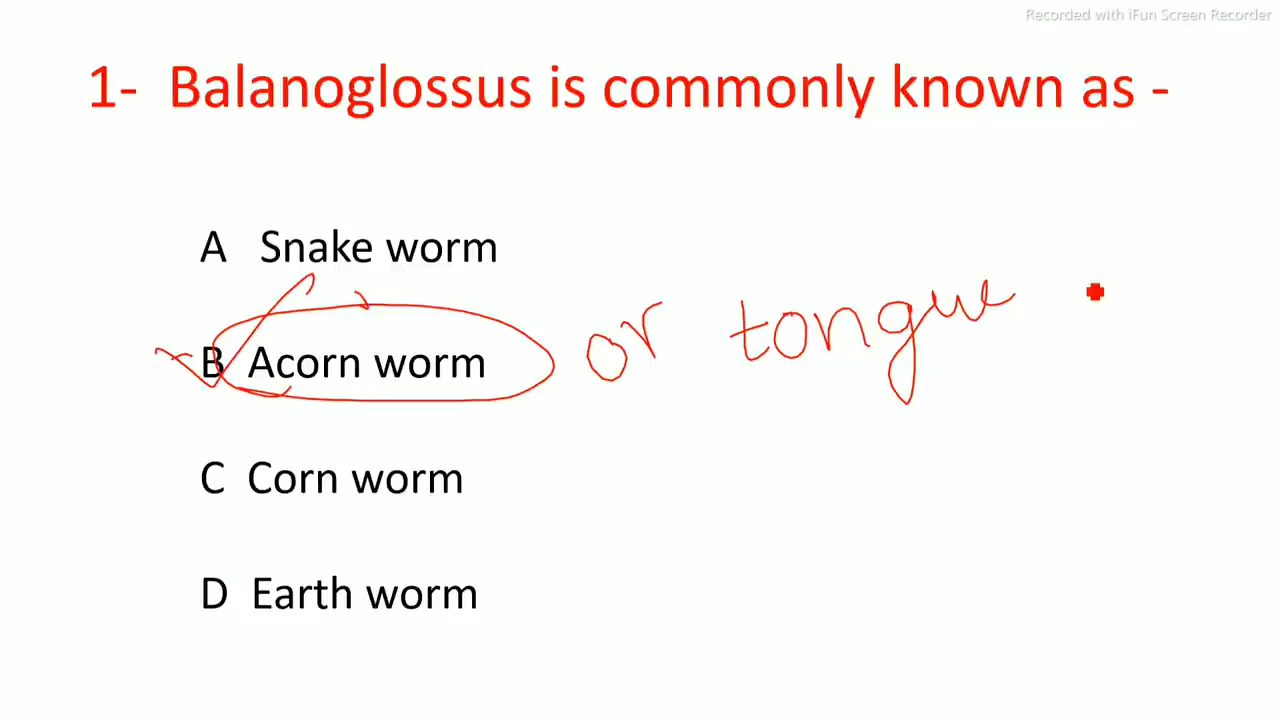 Recorded with iFun Screen Recorder
1- Balanoglossus is commonly known as -
A Snake worm
B Acorn worm or tongue
C Corn worm
D Earth worm